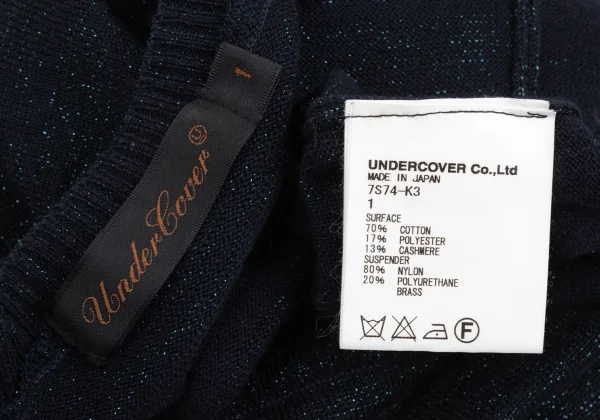 1
UnderCover
U
UNDERCOVER Co.,Ltd
MADE IN JAPAN
7S74-K3
1
SURFACE
70% COTTON
17% POLYESTER
13% CASHMERE
SUSPENDER
80% NYLON
20% POLYURETHANE
BRASS
F